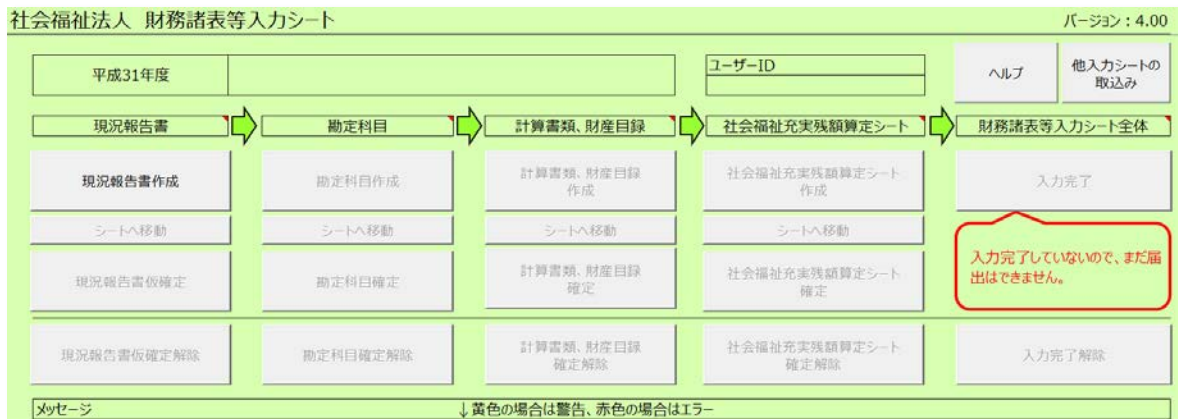 社会福祉法人 財務諸表等入力シート
バージョン：4.00
平成31年度
ユーザーID
ヘルプ
他入力シートの
取込み
現況報告書
勘定科目
計算書類、財産目録
社会福祉充実残額算定シート
財務諸表等入力シート全体
現況報告書作成
勘定科目作成
計算書類、財産目録
作成
社会福祉充実残額算定シート
作成
入力完了
シートへ移動
シートへ移動
シートへ移動
シートへ移動
入力完了していないので、まだ届
出はできません。
現況報告書仮確定
勘定科目確定
計算書類、財産目録
確定
社会福祉充実残額算定シート
確定
現況報告書仮確定解除
勘定科目確定解除
計算書類、財産目録
確定解除
社会福祉充実残額算定シート
確定解除
入力完了解除
メッセージ
↓黄色の場合は警告、赤色の場合はエラー